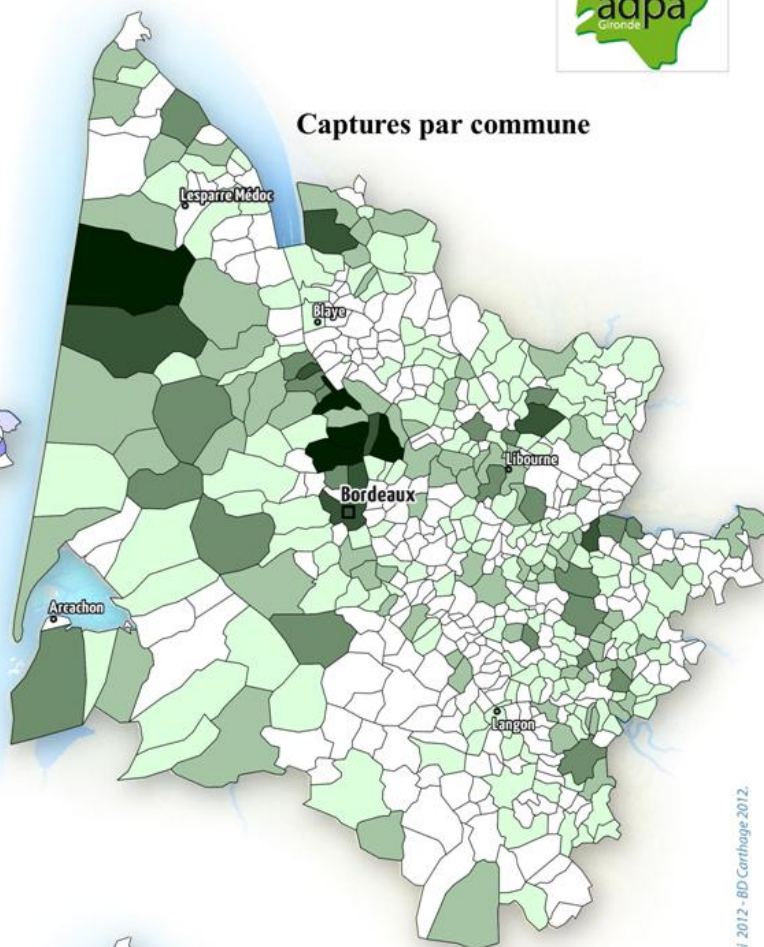 adpa
Gironde
Captures par commune
Lesparre Médoc
Blaye
Libourne
Bordeaux
Arcachon
Langon
2012 - BD Carthage 2012.